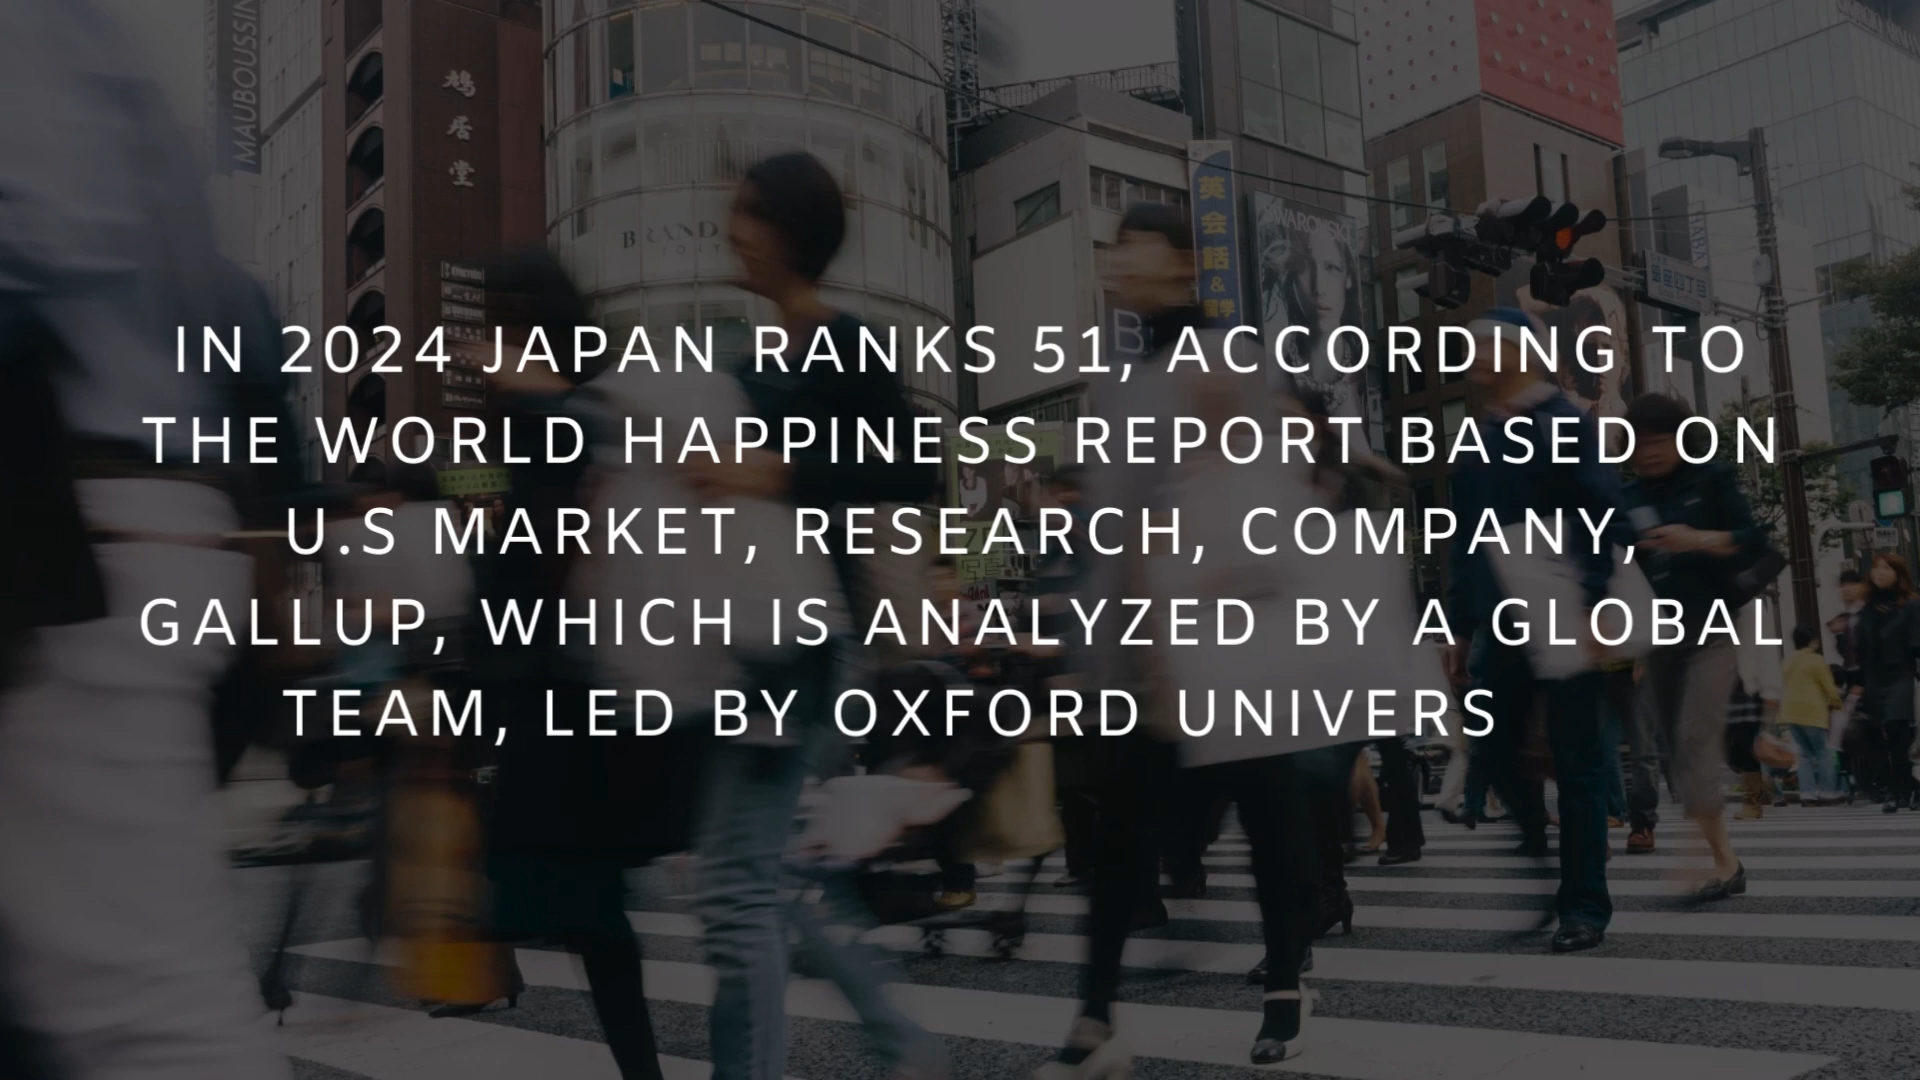 MAUBOUSSIN
鳩居堂
BRAND
英会話&留学
SWAROVSKI
IN 2024 JAPAN RANKS 51, ACCORDING TO
THE WORLD HAPPINESS REPORT BASED ON
U.S MARKET, RESEARCH, COMPANY,
GALLUP, WHICH IS ANALYZED BY A GLOBAL
TEAM, LED BY OXFORD UNIVERS